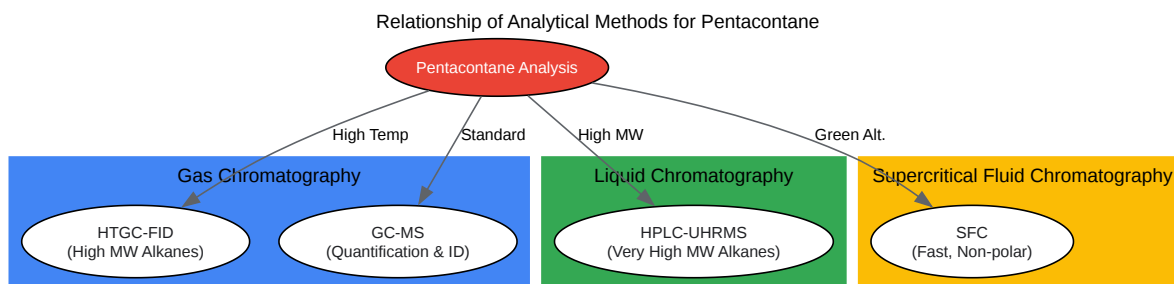 Relationship of Analytical Methods for Pentacontane
Pentacontane Analysis
High Temp
Standard
High MW
Green Alt.
Gas Chromatography
Liquid Chromatography
Supercritical Fluid Chromatography
HTGC-FID
(High MW Alkanes)
GC-MS
(Quantification & ID)
HPLC-UHRMS
(Very High MW Alkanes)
SFC
(Fast, Non-polar)